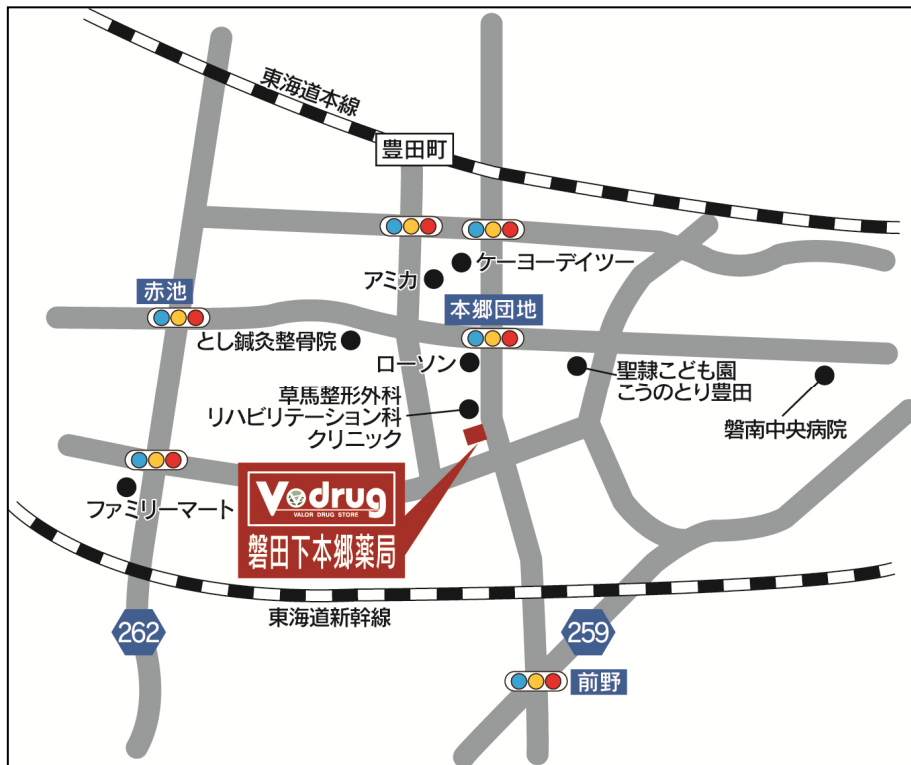 東海道本線
豊田町
ケーヨーデイツー
アミカ
赤池
本郷団地
とし鍼灸整骨院
ローソン
聖隷こども園
こうのとり豊田
草馬整形外科
リハビリテーション科
クリニック
磐南中央病院
ファミリーマート
V drug
VALOR DRUG STORE
磐田下本郷薬局
東海道新幹線
262
259
前野